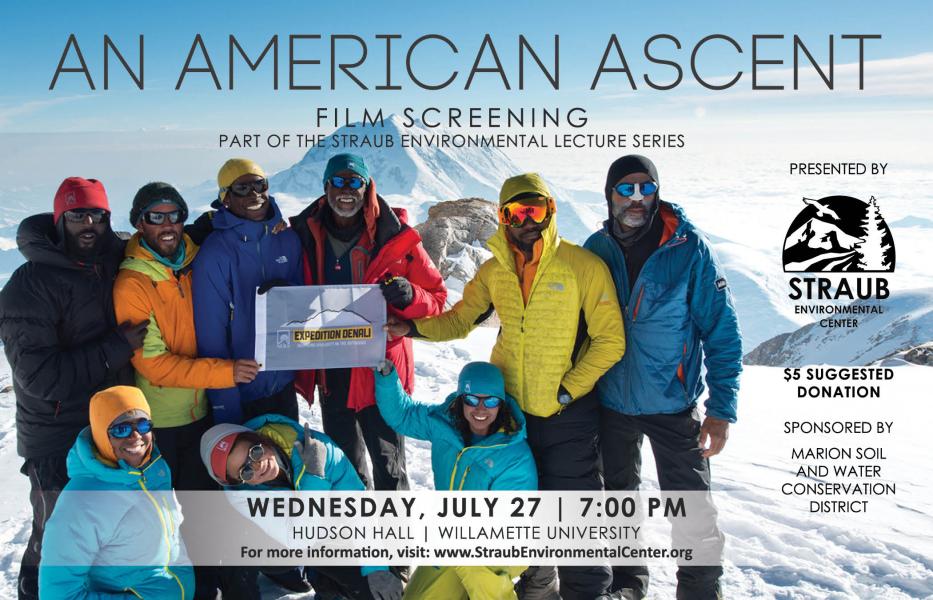 AN AMERICAN ASCENT
FILM SCREENING
PART OF THE STRAUB ENVIRONMENTAL LECTURE SERIES
PRESENTED BY
STRAUB
ENVIRONMENTAL
CENTER
$5 SUGGESTED
DONATION
SPONSORED BY
MARION SOIL
AND WATER
CONSERVATION
DISTRICT
EXPEDITION DENALI
WEDNESDAY, JULY 27 | 7:00 PM
HUDSON HALL | WILLAMETTE UNIVERSITY
For more information, visit: www.StraubEnvironmentalCenter.org